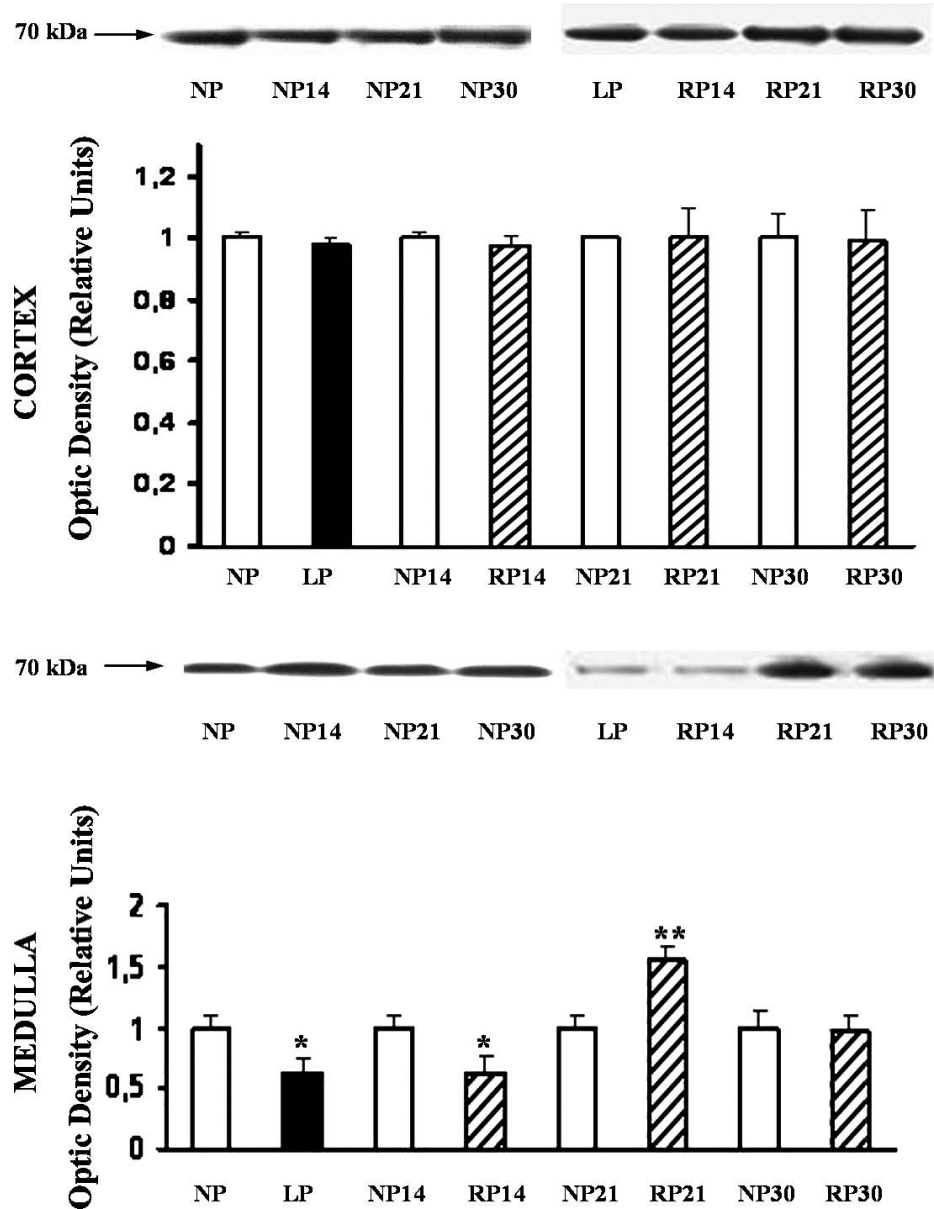 70 kDa
NP NP14 NP21 NP30 LP RP14 RP21 RP30
CORTEX
Optic Density (Relative Units)
1,2
1
0,8
0,6
0,4
0,2
0
NP LP NP14 RP14 NP21 RP21 NP30 RP30
70 kDa
NP NP14 NP21 NP30 LP RP14 RP21 RP30
MEDULLA
Optic Density (Relative Units)
2
1,5
1
0,5
0
* * **
NP LP NP14 RP14 NP21 RP21 NP30 RP30